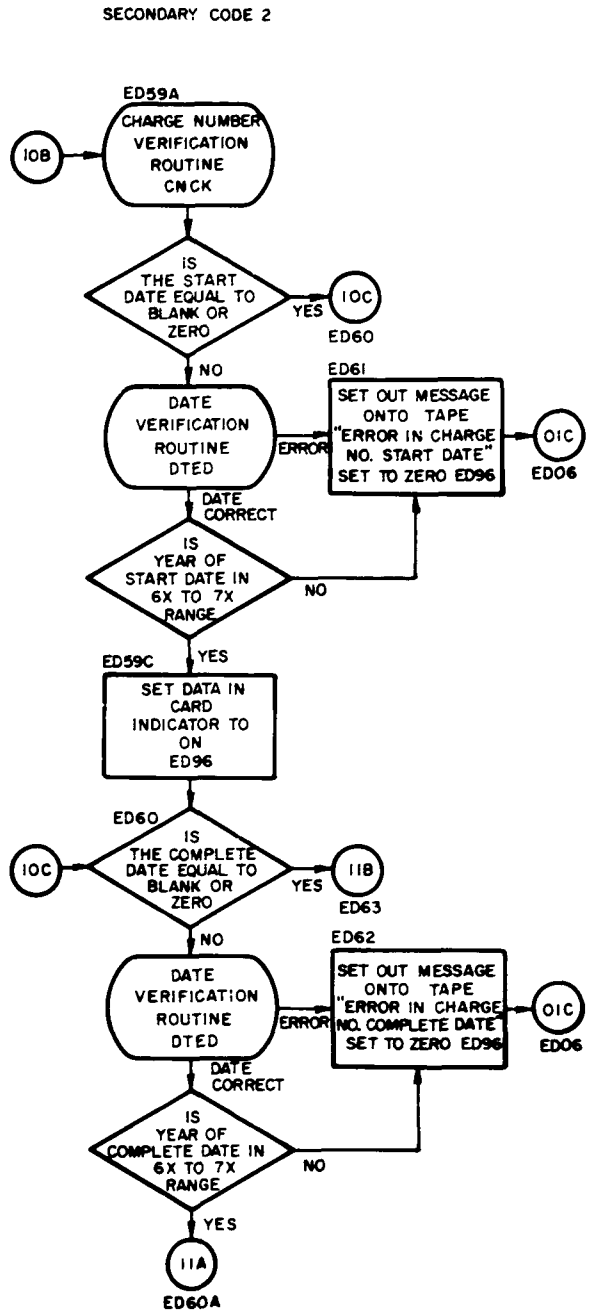 SECONDARY CODE 2
ED59A
CHARGE NUMBER
VERIFICATION
ROUTINE
CNCK
10B
IS
THE START
DATE EQUAL TO
BLANK OR
ZERO
YES
10C
ED60
NO
DATE
VERIFICATION
ROUTINE
DTED
ERROR
ED61
SET OUT MESSAGE
ONTO TAPE
"ERROR IN CHARGE
NO. START DATE"
SET TO ZERO ED96
01C
ED06
DATE
CORRECT
IS
YEAR OF
START DATE IN
6X TO 7X
RANGE
NO
YES
ED59C
SET DATA IN
CARD
INDICATOR TO
ON
ED96
ED60
10C
IS
THE COMPLETE
DATE EQUAL TO
BLANK OR
ZERO
YES
11B
ED63
NO
DATE
VERIFICATION
ROUTINE
DTED
ERROR
ED62
SET OUT MESSAGE
ONTO TAPE
"ERROR IN CHARGE
NO. COMPLETE DATE
SET TO ZERO ED96
01C
ED06
DATE
CORRECT
IS
YEAR OF
COMPLETE DATE IN
6X TO 7X
RANGE
NO
YES
11A
ED60A